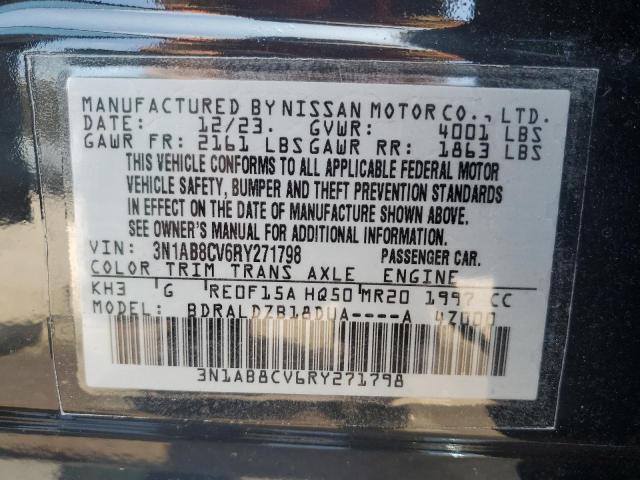 MANUFACTURED BY NISSAN MOTOR CO., LTD.
DATE: 12/23. GVWR: 4001 LBS
GAWR FR: 2161 LBS GAWR RR: 1863 LBS
THIS VEHICLE CONFORMS TO ALL APPLICABLE FEDERAL MOTOR
VEHICLE SAFETY, BUMPER AND THEFT PREVENTION STANDARDS
IN EFFECT ON THE DATE OF MANUFACTURE SHOWN ABOVE.
SEE OWNER'S MANUAL FOR ADDITIONAL INFORMATION.
VIN: 3N1AB8CV6RY271798 PASSENGER CAR.
COLOR TRIM TRANS AXLE ENGINE
KH3 G RE0F15A HQ50 MR20 1997 CC
MODEL: BDRALDZB18DUA----A 4Z000
3N1AB8CV6RY271798